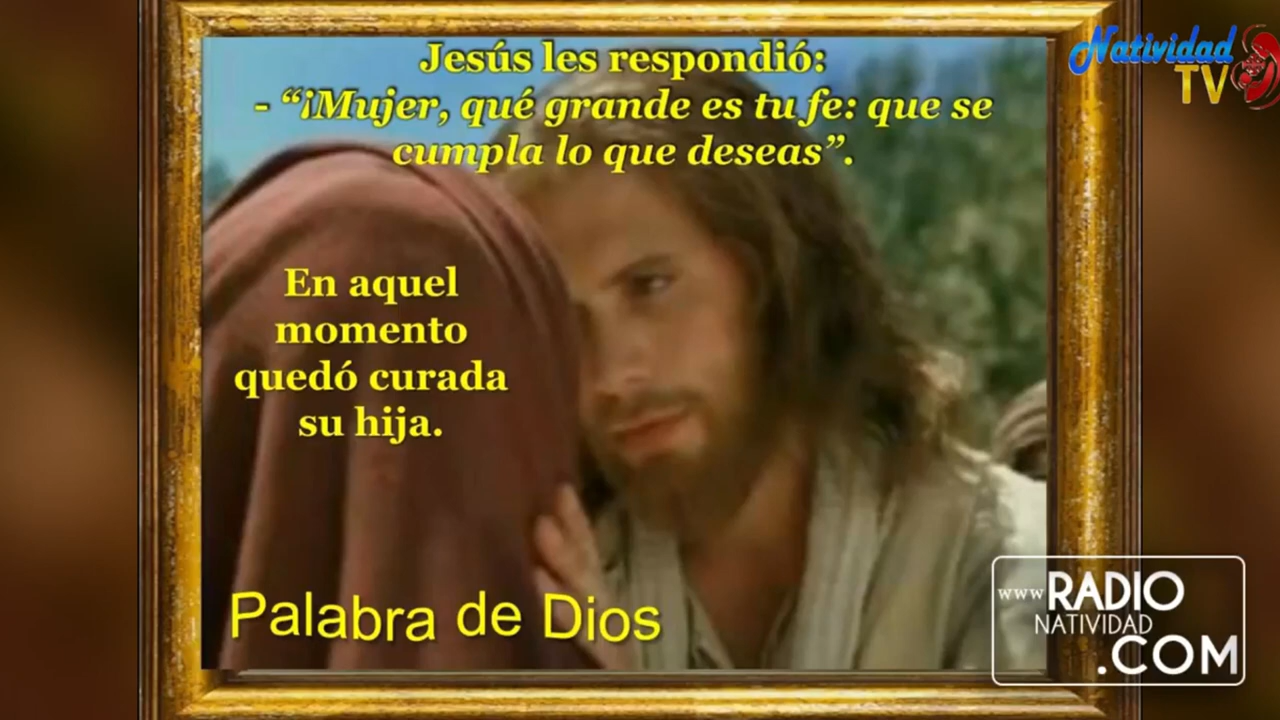 Jesús les respondió:
- “¡Mujer, qué grande es tu fe: que se
cumpla lo que deseas”.
En aquel
momento
quedó curada
su hija.
Palabra de Dios
Natividad
TV
www RADIO
NATIVIDAD
.COM